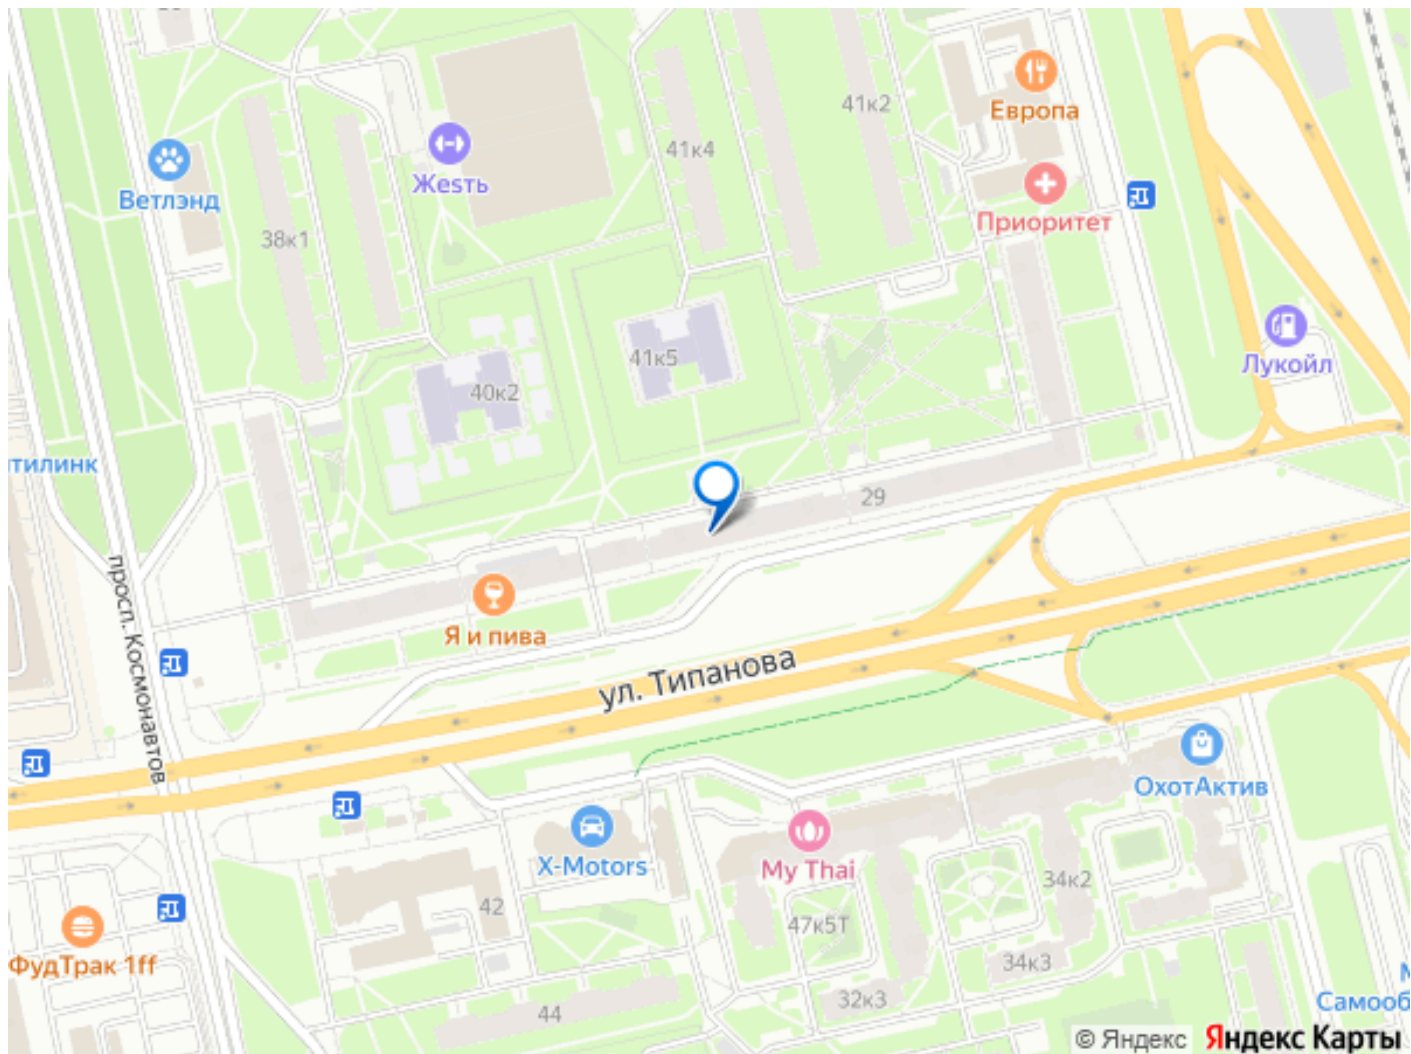 41к2
Европа
41к4
Жеsть
Ветлэнд
Приоритет
38к1
41к5
Лукойл
40к2
тилинк
29
просп. Космонавтов
Я и пива
ул. Типанова
ОхотАктив
X-Motors
My Thai
34к2
42
47к5Т
ФудТрак 1ff
34к3
32к3
44
Самооб
© Яндекс Яндекс Карты